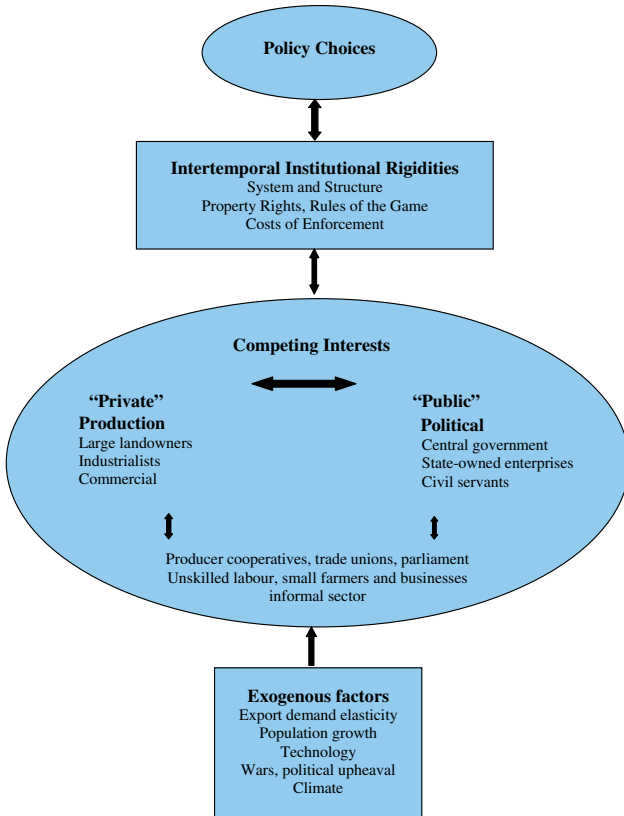 Policy Choices
Intertemporal Institutional Rigidities
System and Structure
Property Rights, Rules of the Game
Costs of Enforcement
Competing Interests
“Private”
Production
Large landowners
Industrialists
Commercial
“Public”
Political
Central government
State-owned enterprises
Civil servants
Producer cooperatives, trade unions, parliament
Unskilled labour, small farmers and businesses
informal sector
Exogenous factors
Export demand elasticity
Population growth
Technology
Wars, political upheaval
Climate